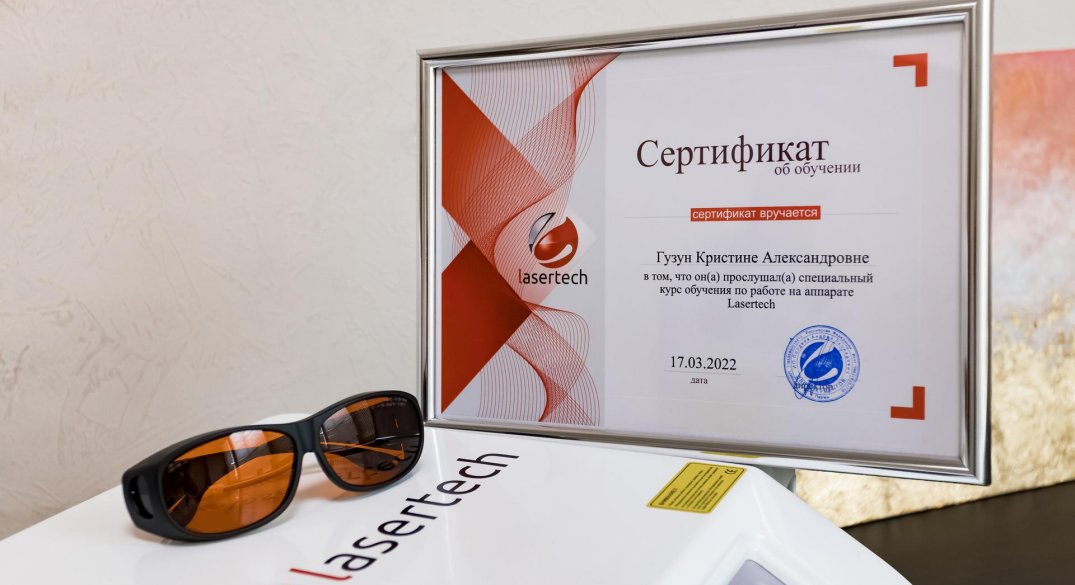 Сертификат
об обучении
сертификат вручается
Гузун Кристине Александровне
в том, что он(а) прослушал(а) специальный
курс обучения по работе на аппарате
Lasertech
17.03.2022
дата
lasertech
lasertech
CE